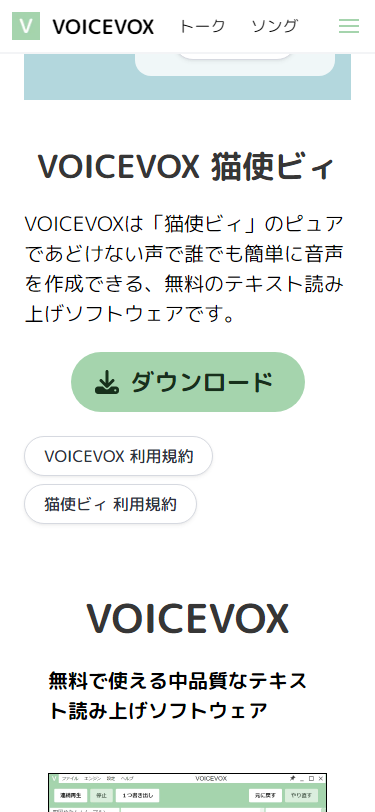 V VOICEVOX トーク ソング
VOICEVOX 猫使ビィ
VOICEVOXは「猫使ビィ」のピュア
であどけない声で誰でも簡単に音声
を作成できる、無料のテキスト読み
上げソフトウェアです。
ダウンロード
VOICEVOX 利用規約
猫使ビィ 利用規約
VOICEVOX
無料で使える中品質なテキス
ト読み上げソフトウェア
V ファイル エンジン 設定 ヘルプ VOICEVOX
連続再生 停止 1つ書き出し 元に戻す やり直す